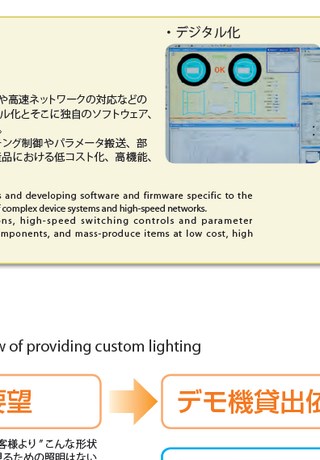 ・デジタル化
OK
や高速ネットワークの対応などの
ル化とそこに独自のソフトウェア、
チング制御やパラメータ搬送、部
産品における低コスト化、高機能、
s and developing software and firmware specific to the
f complex device systems and high-speed networks.
ns, high-speed switching controls and parameter
mponents, and mass-produce items at low cost, high
w of providing custom lighting
要望
デモ機貸出依
客様より“こんな形状
見るための照明はない